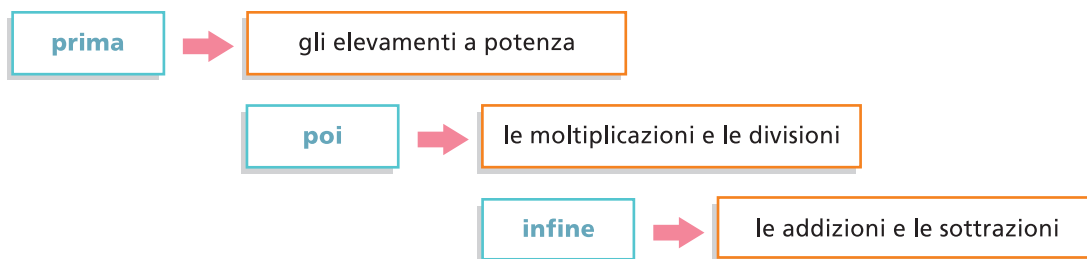 prima gli elevamenti a potenza
poi le moltiplicazioni e le divisioni
infine le addizioni e le sottrazioni